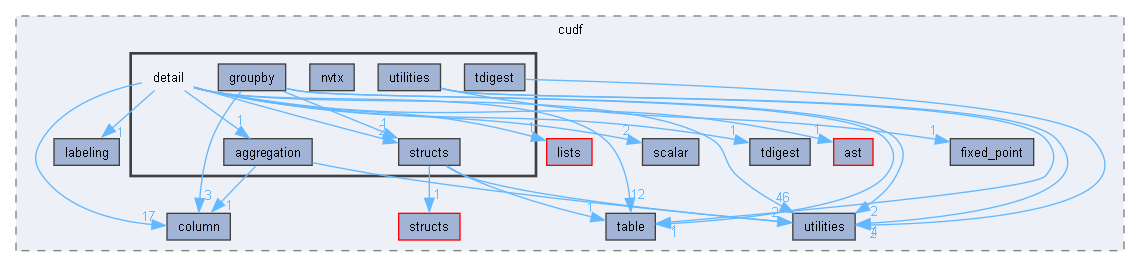 cudf
detail
groupby
nvtx
utilities
tdigest
1
1
1
2
1
2
1
1
1
labeling
aggregation
structs
lists
scalar
tdigest
ast
fixed_point
3
1
1
12
46
17
1
2
2
4
1
column
structs
table
utilities